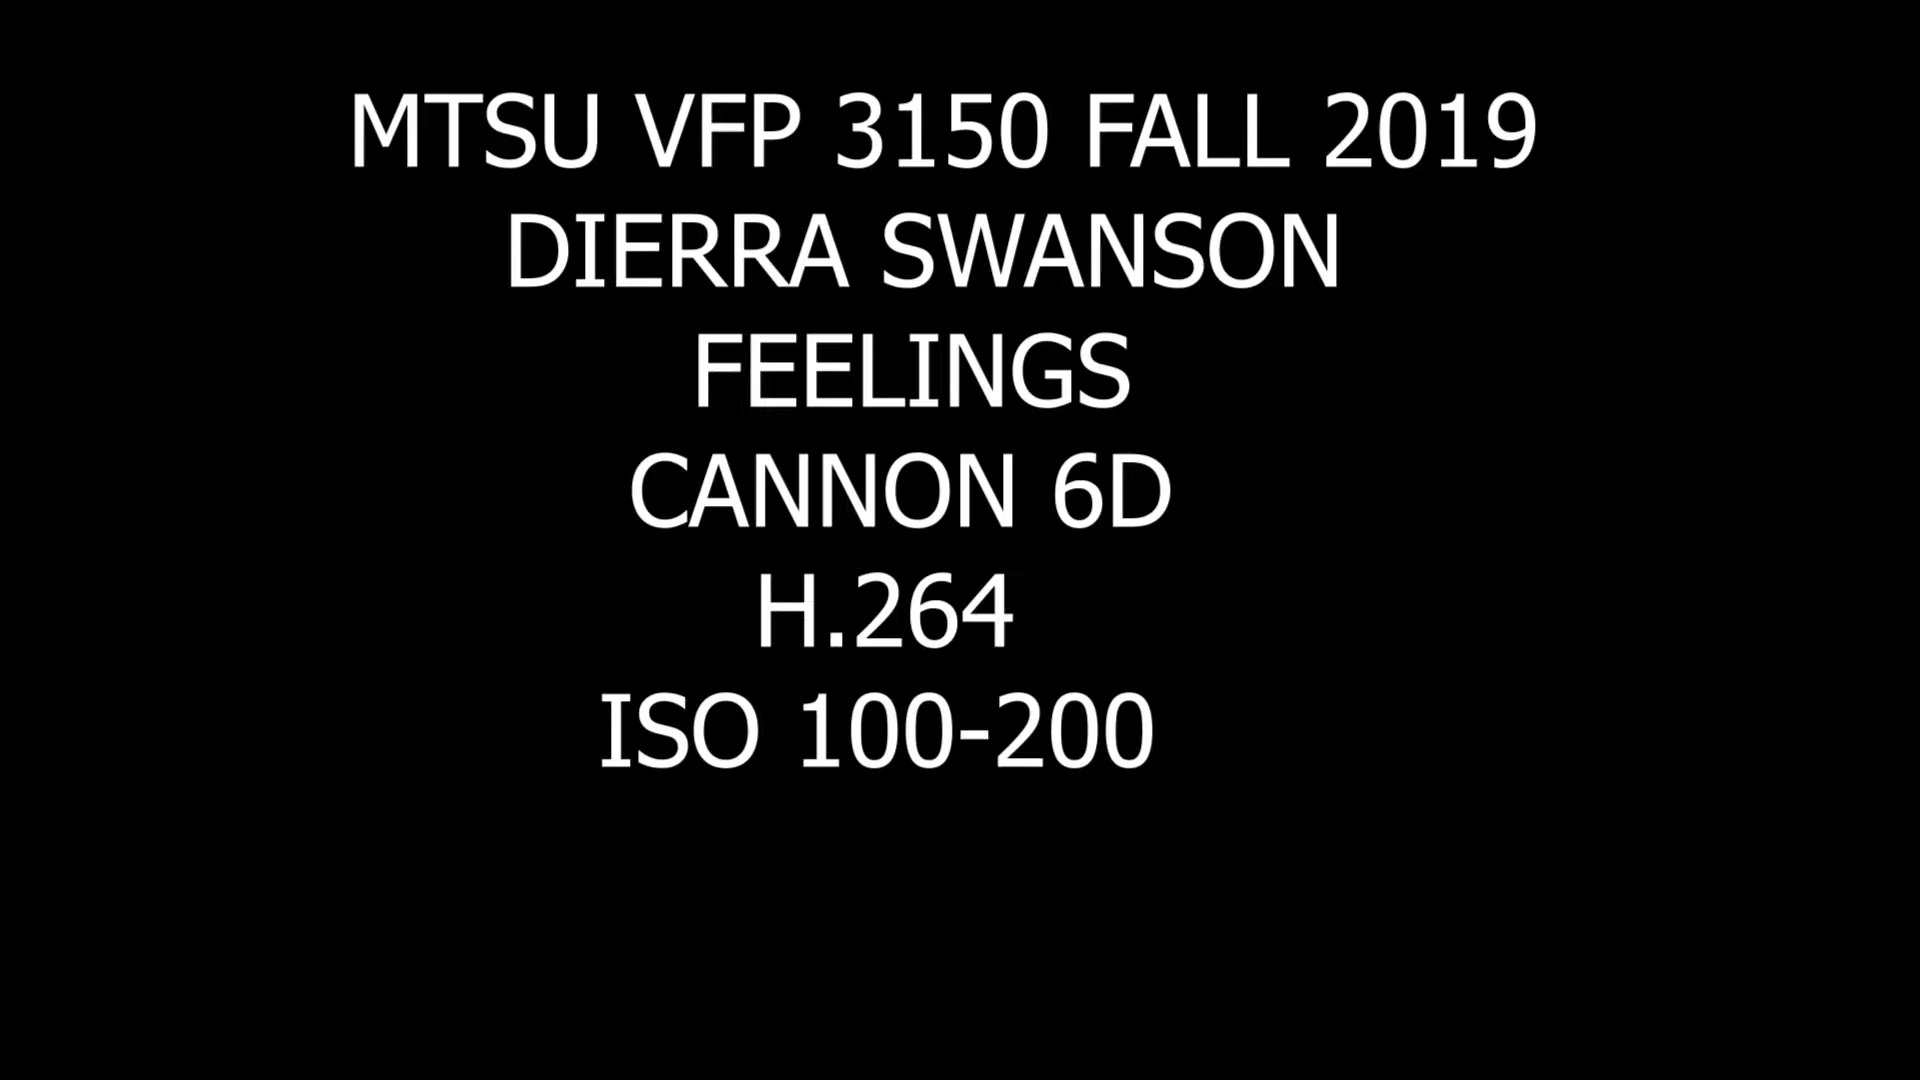 MTSU VFP 3150 FALL 2019
DIERRA SWANSON
FEELINGS
CANNON 6D
H.264
ISO 100-200